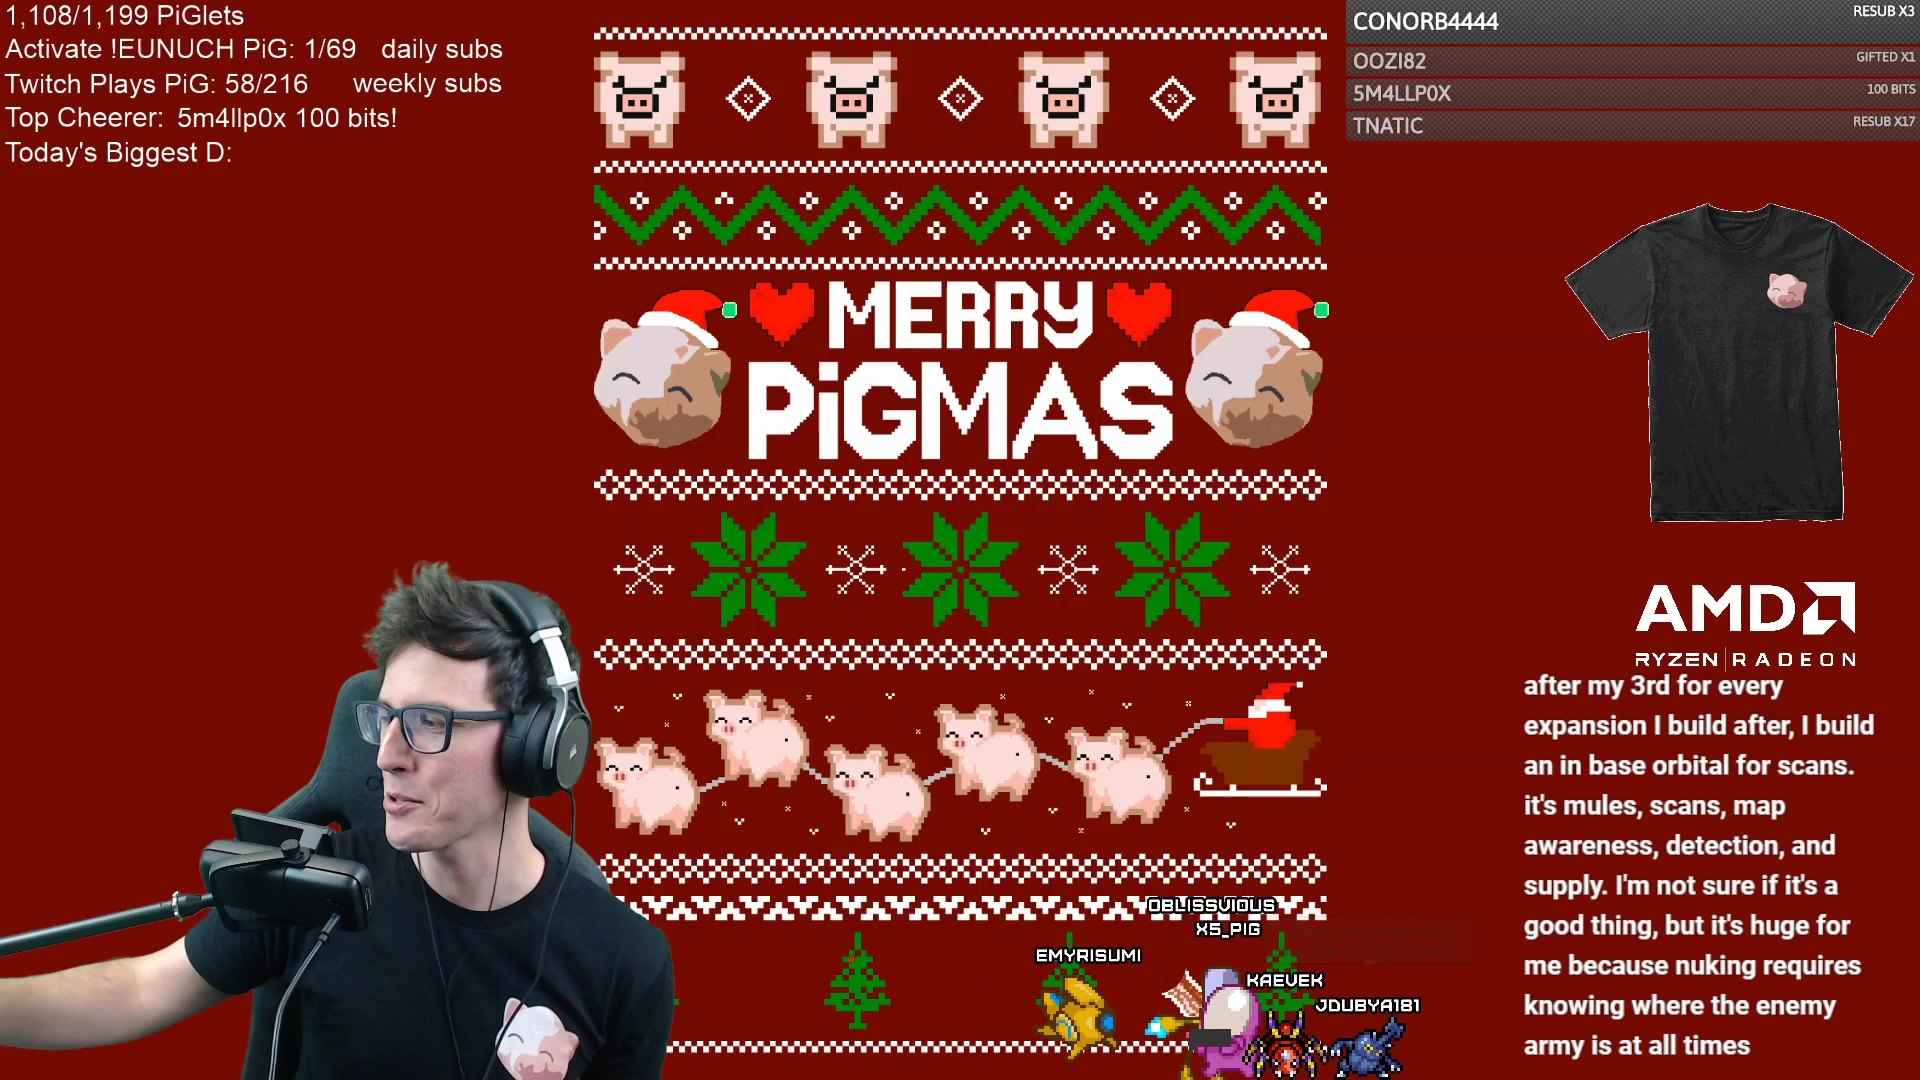 1,108/1,199 PiGlets
Activate !EUNUCH PiG: 1/69 daily subs
Twitch Plays PiG: 58/216 weekly subs
Top Cheerer: 5m4llp0x 100 bits!
Today's Biggest D:
CONORB4444 RESUB X3
OOZI82 GIFTED X1
5M4LLP0X 100 BITS
TNATIC RESUB X17
MERRY
PiGMAS
AMD
RYZEN RADEON
after my 3rd for every
expansion I build after, I build
an in base orbital for scans.
it's mules, scans, map
awareness, detection, and
supply. I'm not sure if it's a
good thing, but it's huge for
me because nuking requires
knowing where the enemy
army is at all times
OBLISSVIOUS
X5_PIG
EMYRISUMI
KAEVEK
JDUBYA181